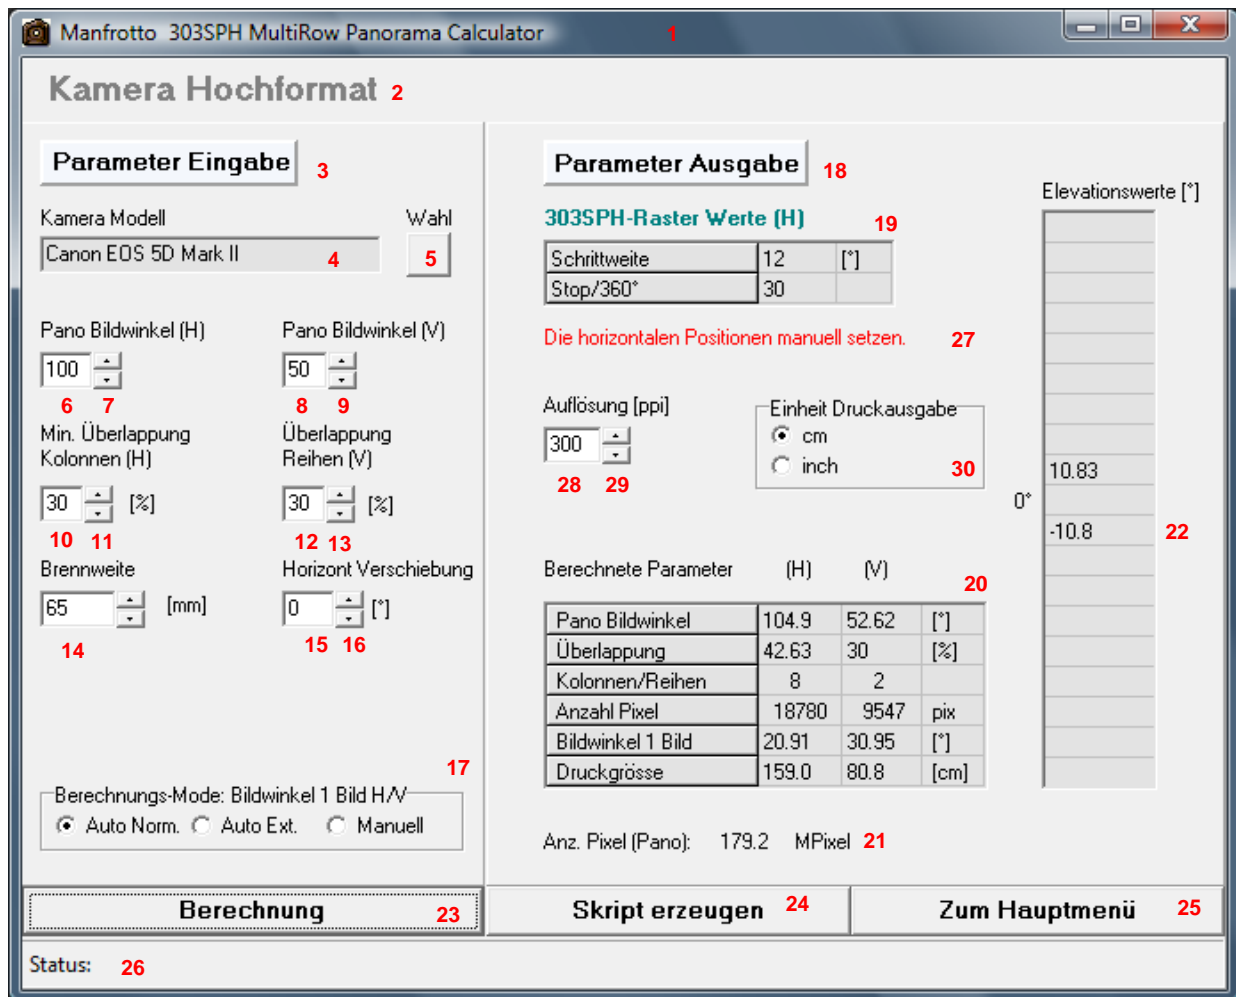 Manfrotto  303SPH MultiRow Panorama Calculator 1
Kamera Hochformat 2
Parameter Eingabe 3
Kamera Modell Wahl
Canon EOS 5D Mark II 4 5
Pano Bildwinkel (H) Pano Bildwinkel (V)
100 50
6 7 8 9
Min. Überlappung Überlappung
Kolonnen (H) Reihen (V)
30 [%] 30 [%]
10 11 12 13
Brennweite Horizont Verschiebung
65 [mm] 0 [°]
14 15 16
17
Berechnungs-Mode: Bildwinkel 1 Bild H/V
Auto Norm. Auto Ext. Manuell
Parameter Ausgabe 18
303SPH-Raster Werte (H) 19
Schrittweite 12 [°]
Stop/360° 30
Die horizontalen Positionen manuell setzen. 27
Auflösung [ppi]
300
28 29
Einheit Druckausgabe
cm
inch 30
Berechnete Parameter (H) (V) 20
Pano Bildwinkel 104.9 52.62 [°]
Überlappung 42.63 30 [%]
Kolonnen/Reihen 8 2
Anzahl Pixel 18780 9547 pix
Bildwinkel 1 Bild 20.91 30.95 [°]
Druckgrösse 159.0 80.8 [cm]
Anz. Pixel (Pano): 179.2 MPixel 21
Elevationswerte [°]
10.83
0°
-10.8 22
Berechnung 23
Skript erzeugen 24
Zum Hauptmenü 25
Status: 26